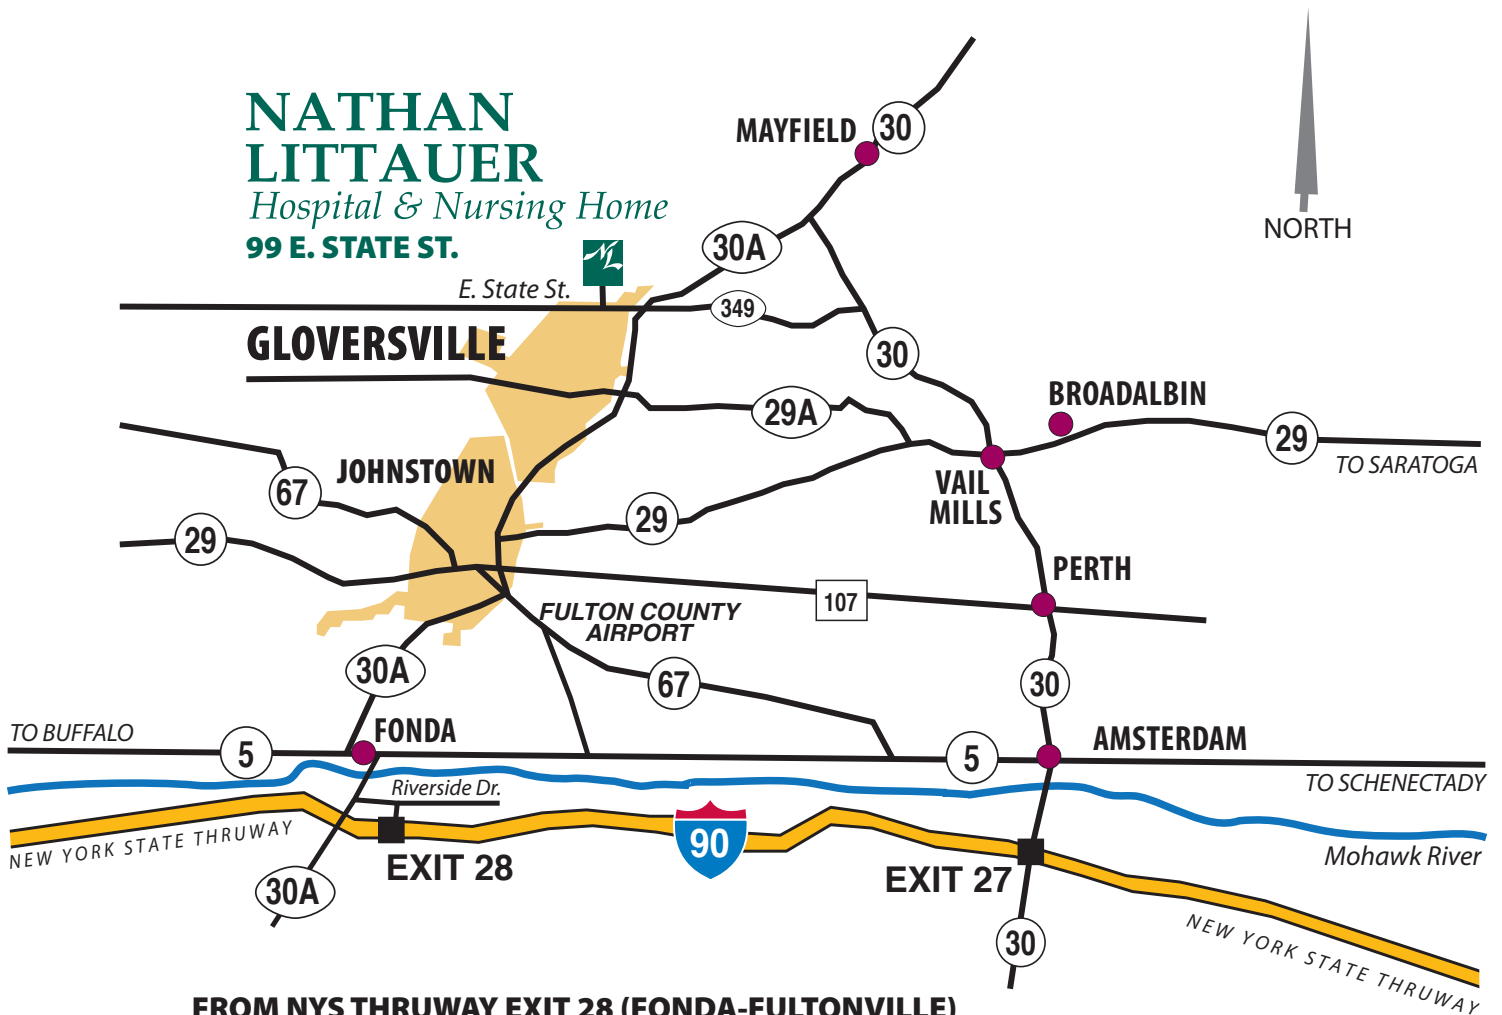 NATHAN
LITTAUER
Hospital & Nursing Home
99 E. STATE ST.
NL
MAYFIELD
30
NORTH
30A
E. State St.
349
GLOVERSVILLE
30
BROADALBIN
29A
29
TO SARATOGA
JOHNSTOWN
67
VAIL
MILLS
29
29
PERTH
107
FULTON COUNTY
AIRPORT
30A
67
30
TO BUFFALO
5
FONDA
5
AMSTERDAM
TO SCHENECTADY
Riverside Dr.
NEW YORK STATE THRUWAY
90
Mohawk River
EXIT 28
EXIT 27
30A
30
NEW YORK STATE THRUWAY
FROM NYS THRUWAY EXIT 28 (FONDA-FULTONVILLE)